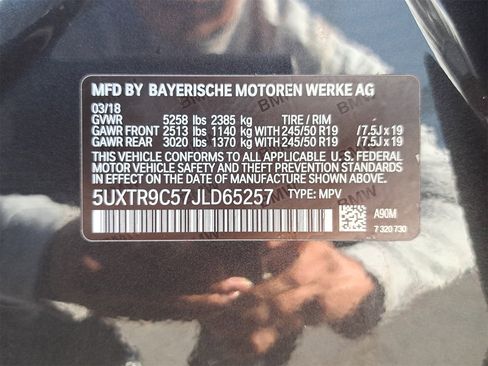 MFD BY BAYERISCHE MOTOREN WERKE AG
03/18
GVWR 5258 lbs 2385 kg TIRE / RIM
GAWR FRONT 2513 lbs 1140 kg WITH 245/50 R19 /7.5J x 19
GAWR REAR 3020 lbs 1370 kg WITH 245/50 R19 /7.5J x 19
THIS VEHICLE CONFORMS TO ALL APPLICABLE U. S. FEDERAL
MOTOR VEHICLE SAFETY AND THEFT PREVENTION STANDARDS
IN EFFECT ON THE DATE OF MANUFACTURE SHOWN ABOVE.
5UXTR9C57JLD65257 TYPE: MPV
A90M
7 320 730